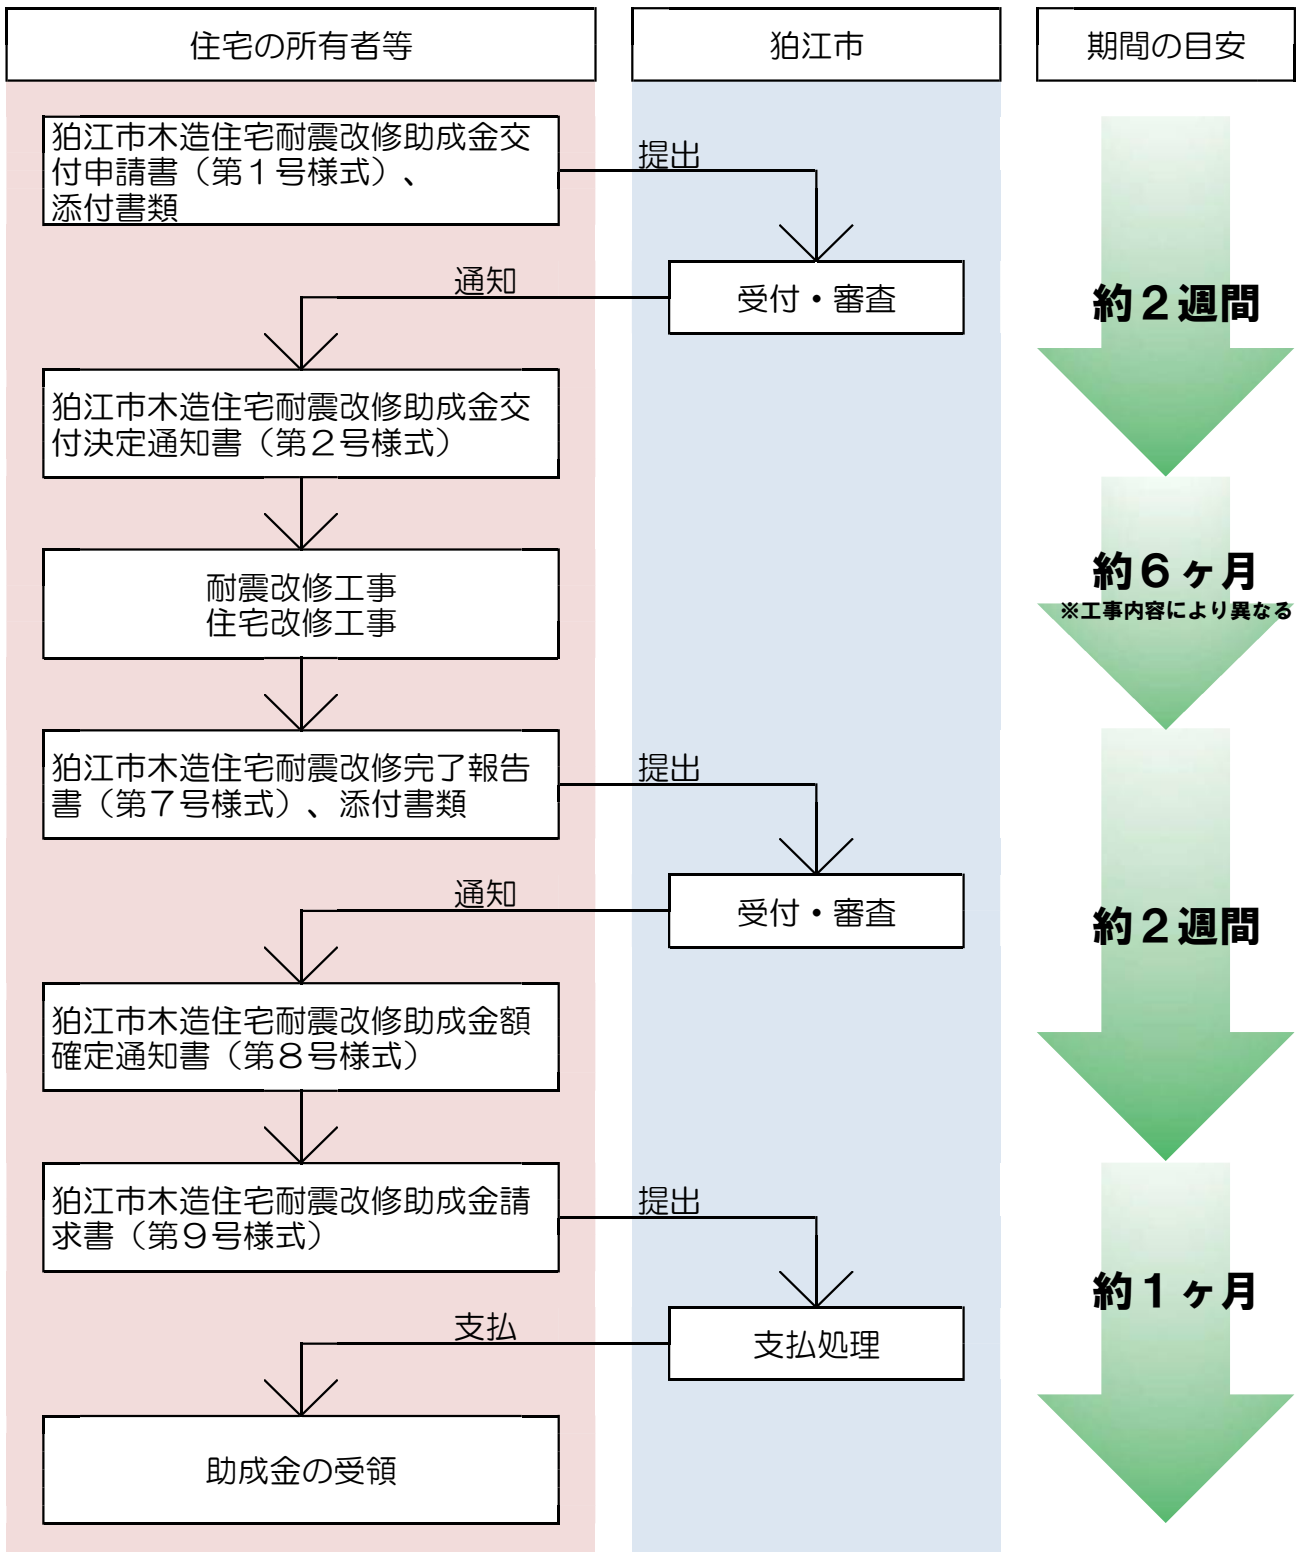 住宅の所有者等
狛江市
期間の目安
狛江市木造住宅耐震改修助成金交
付申請書（第１号様式）、
添付書類
提出
受付・審査
通知
約２週間
狛江市木造住宅耐震改修助成金交
付決定通知書（第２号様式）
耐震改修工事
住宅改修工事
約６ヶ月
※工事内容により異なる
狛江市木造住宅耐震改修完了報告
書（第７号様式）、添付書類
提出
受付・審査
通知
約２週間
狛江市木造住宅耐震改修助成金額
確定通知書（第８号様式）
狛江市木造住宅耐震改修助成金請
求書（第９号様式）
提出
支払処理
支払
約１ヶ月
助成金の受領